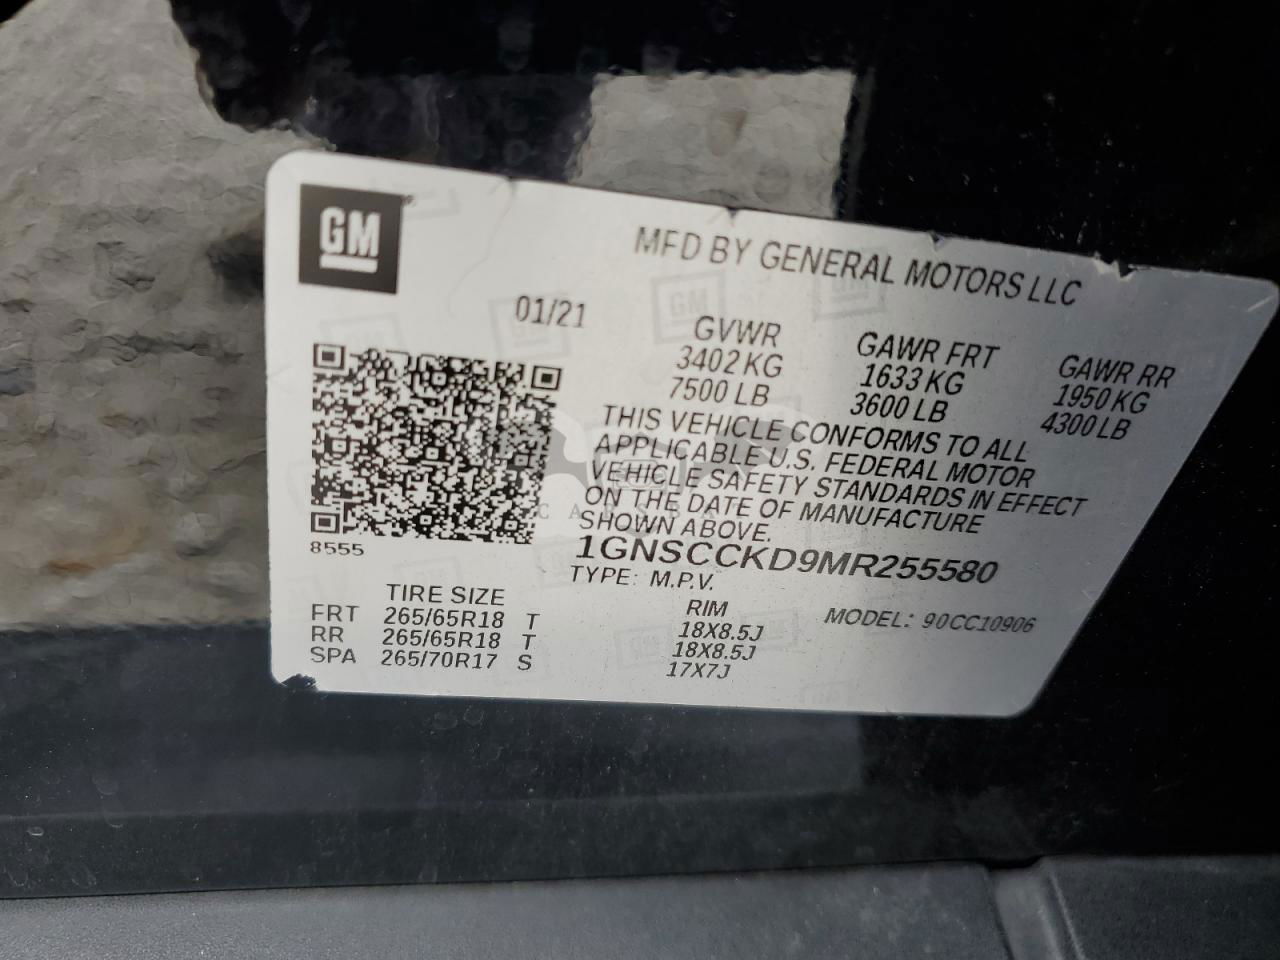 GM
MFD BY GENERAL MOTORS LLC
01/21
GVWR GAWR FRT GAWR RR
3402 KG 1633 KG 1950 KG
7500 LB 3600 LB 4300 LB
THIS VEHICLE CONFORMS TO ALL
APPLICABLE U.S. FEDERAL MOTOR
VEHICLE SAFETY STANDARDS IN EFFECT
ON THE DATE OF MANUFACTURE
SHOWN ABOVE.
8555
1GNSCCKD9MR255580
TYPE: M.P.V. MODEL: 90CC10906
TIRE SIZE RIM
FRT 265/65R18 T 18X8.5J
RR 265/65R18 T 18X8.5J
SPA 265/70R17 S 17X7J